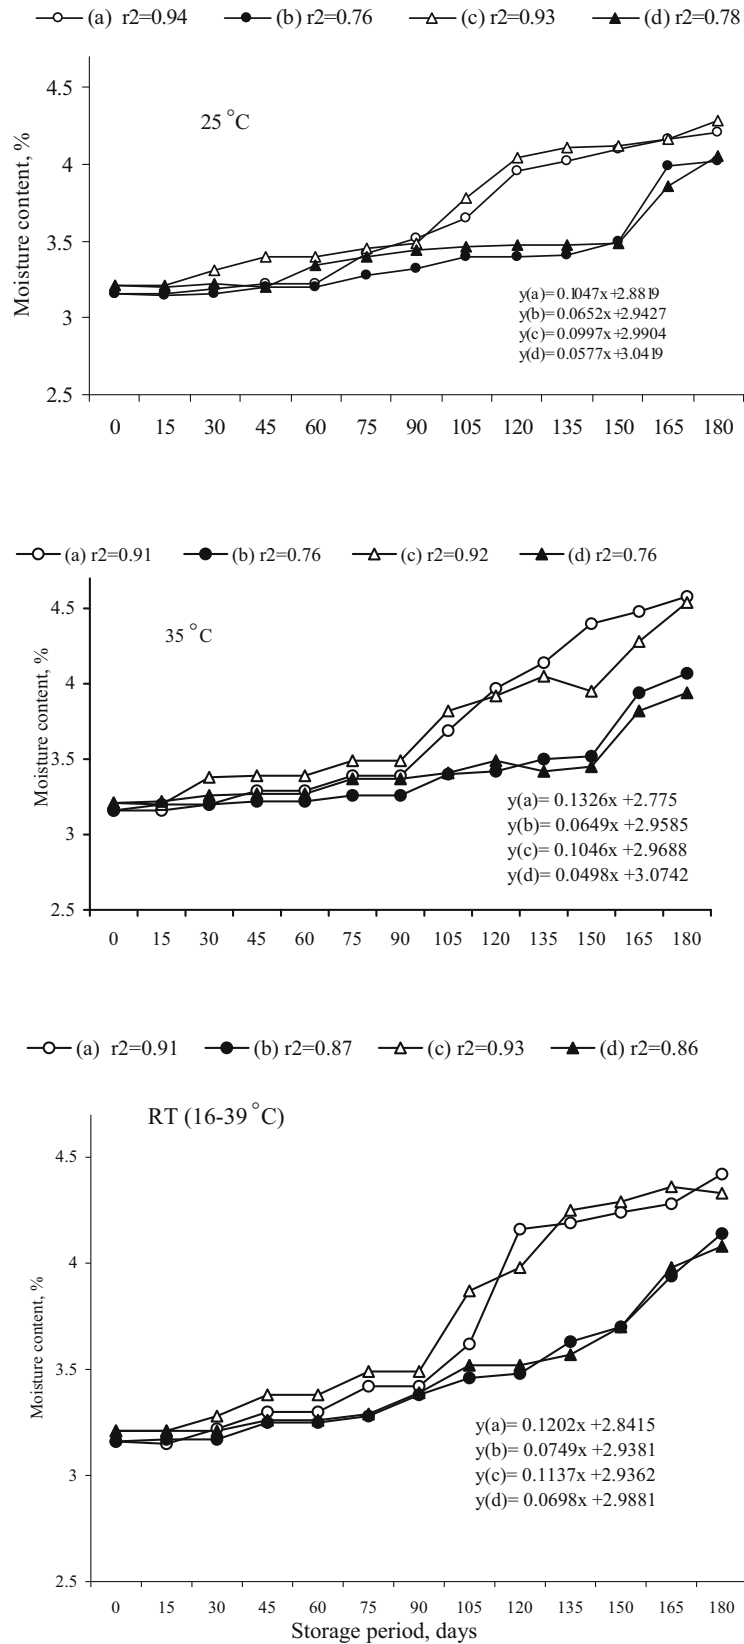 (a) r2=0.94 (b) r2=0.76 (c) r2=0.93 (d) r2=0.78
4.5
25 °C
4
Moisture content, %
3.5
y(a)=0.1047x+2.8819
y(b)=0.0652x+2.9427
3
y(c)=0.0997x+2.9904
y(d)=0.0577x+3.0419
2.5
0 15 30 45 60 75 90 105 120 135 150 165 180
(a) r2=0.91 (b) r2=0.76 (c) r2=0.92 (d) r2=0.76
4.5
35 °C
4
Moisture content, %
3.5
y(a)= 0.1326x +2.775
3
y(b)= 0.0649x +2.9585
y(c)= 0.1046x +2.9688
y(d)= 0.0498x +3.0742
2.5
0 15 30 45 60 75 90 105 120 135 150 165 180
(a) r2=0.91 (b) r2=0.87 (c) r2=0.93 (d) r2=0.86
RT (16-39 °C)
4.5
4
Moisture content, %
3.5
y(a)= 0.1202x +2.8415
y(b)= 0.0749x +2.9381
3
y(c)= 0.1137x +2.9362
y(d)= 0.0698x +2.9881
2.5
0 15 30 45 60 75 90 105 120 135 150 165 180
Storage period, days